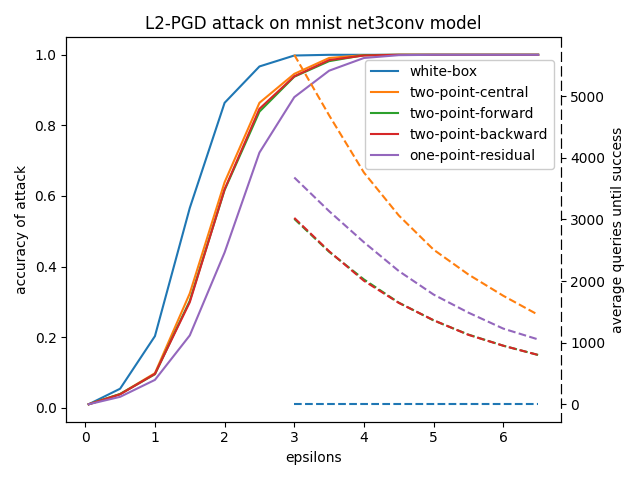 L2-PGD attack on mnist net3conv model
accuracy of attack
1.0
0.8
0.6
0.4
0.2
0.0
white-box
two-point-central
two-point-forward
two-point-backward
one-point-residual
5000
4000
3000
2000
1000
0
average queries until success
0 1 2 3 4 5 6
epsilons